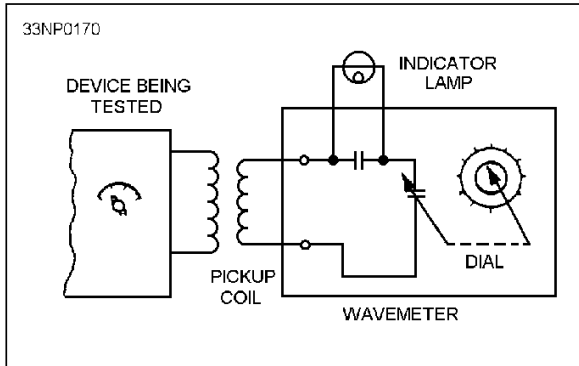 33NP0170
INDICATOR
LAMP
DEVICE BEING
TESTED
DIAL
PICKUP
COIL
WAVEMETER